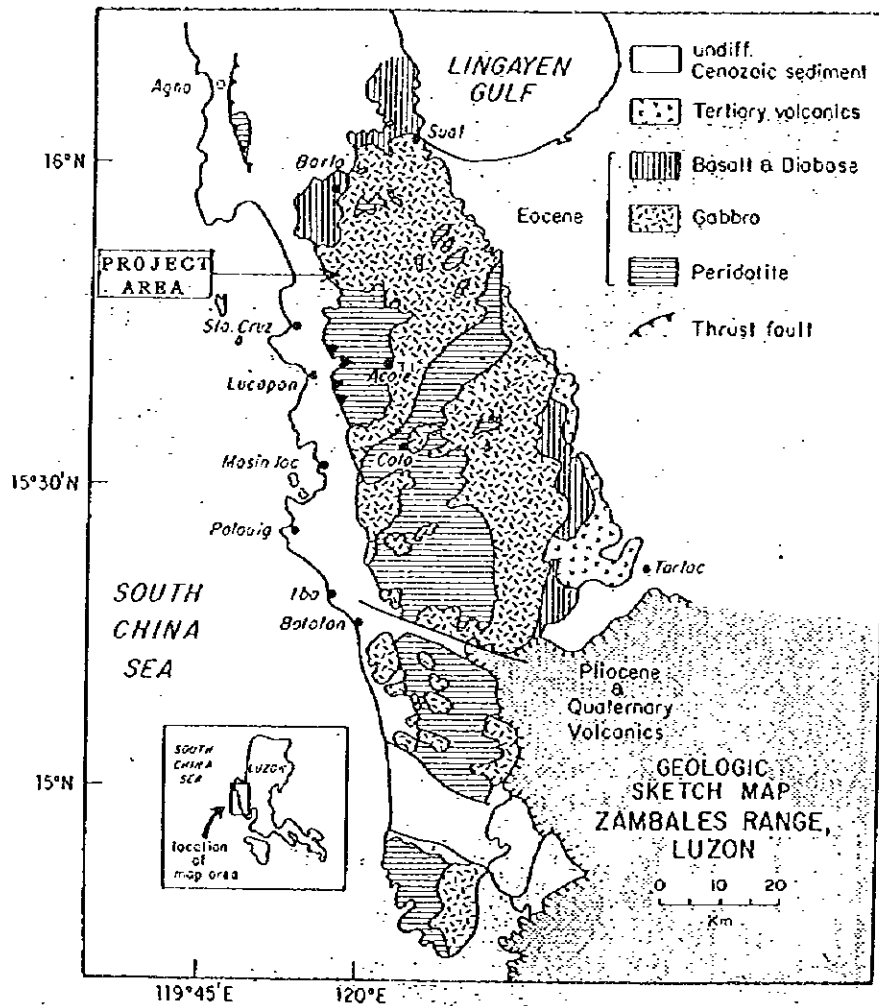 LINGAYEN
GULF
Agno
Sual
16°N
Barlo
PROJECT
AREA
Sta. Cruz
Lucapon
Acoje
Masinloc
Coto
15°30'N
Palauig
Tarlac
Iba
Botolan
SOUTH
CHINA
SEA
undiff.
Cenozoic sediment
Tertiary volcanics
Basalt & Diabase
Eocene
Gabbro
Peridotite
Thrust fault
Pliocene
&
Quaternary
Volcanics
15°N
SOUTH
CHINA
SEA
LUZON
location
of
map area
GEOLOGIC
SKETCH MAP
ZAMBALES RANGE,
LUZON
0 10 20
Km
119°45'E 120°E